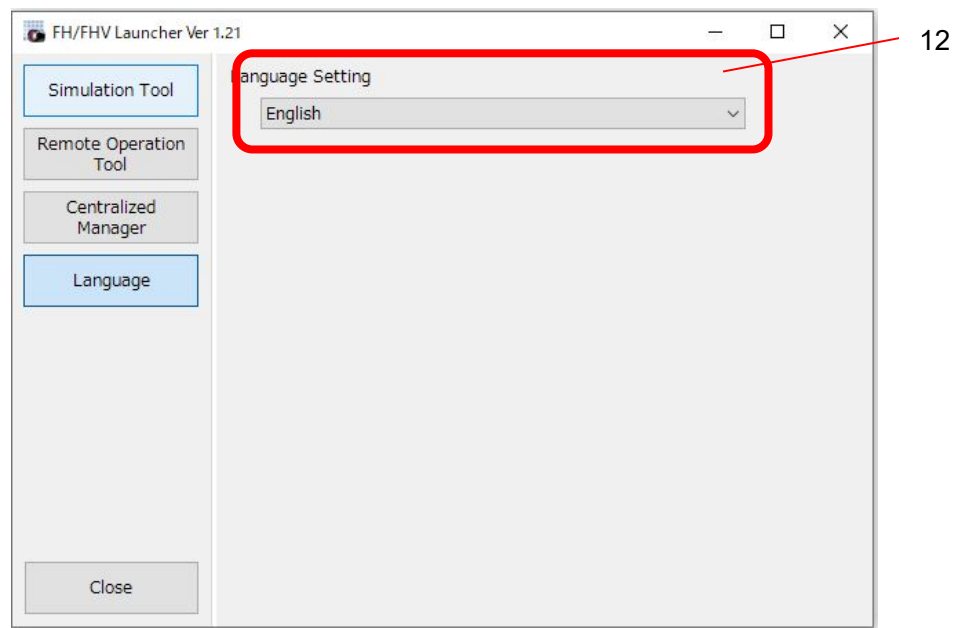 FH/FHV Launcher Ver 1.21
12
Simulation Tool
Remote Operation
Tool
Centralized
Manager
Language
Close
Language Setting
English